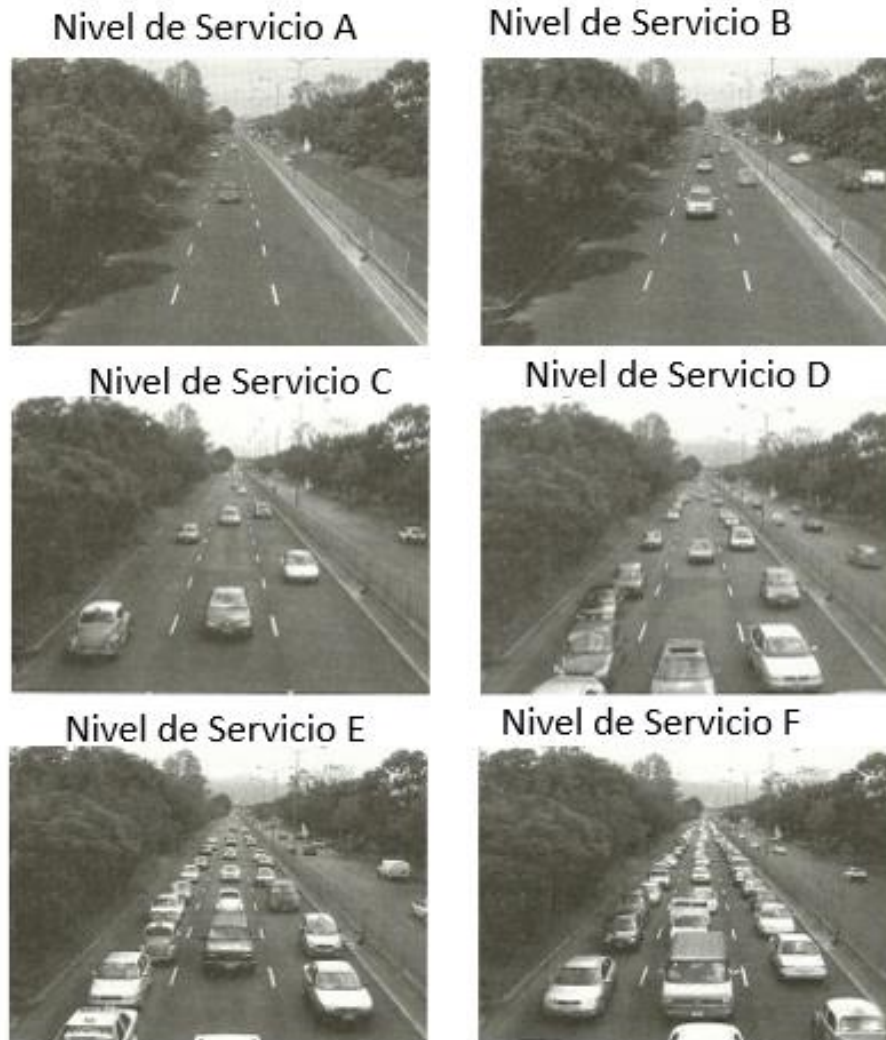 Nivel de Servicio A
Nivel de Servicio B
Nivel de Servicio C
Nivel de Servicio D
Nivel de Servicio E
Nivel de Servicio F